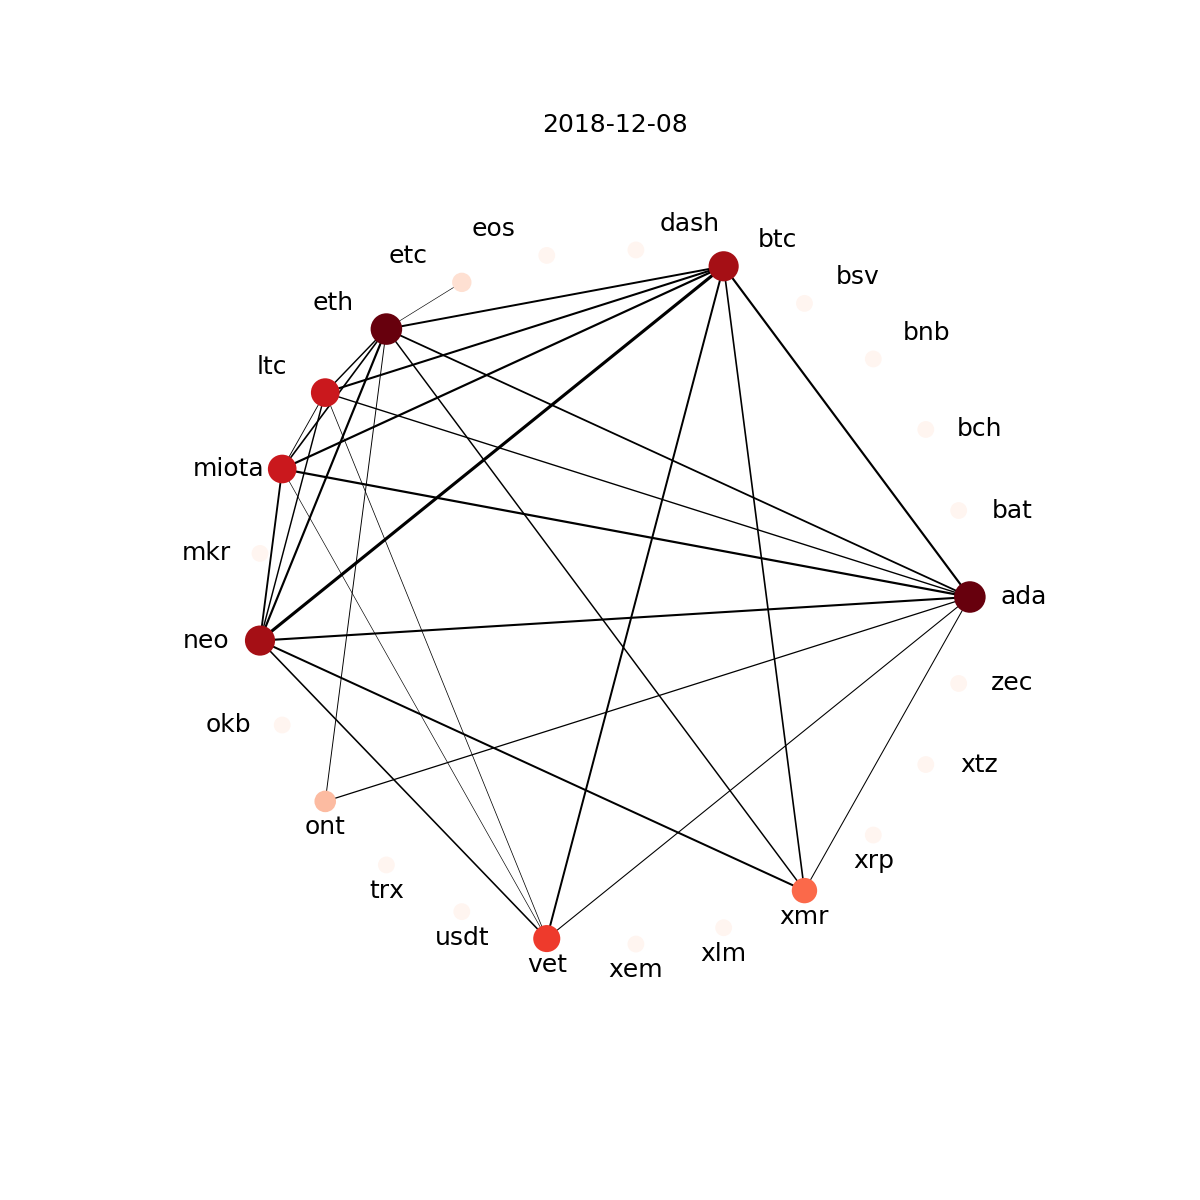 2018-12-08
dash
eos
btc
etc
bsv
eth
bnb
ltc
bch
miota
bat
mkr
ada
neo
zec
okb
xtz
ont
xrp
trx
xmr
usdt
xlm
vet
xem